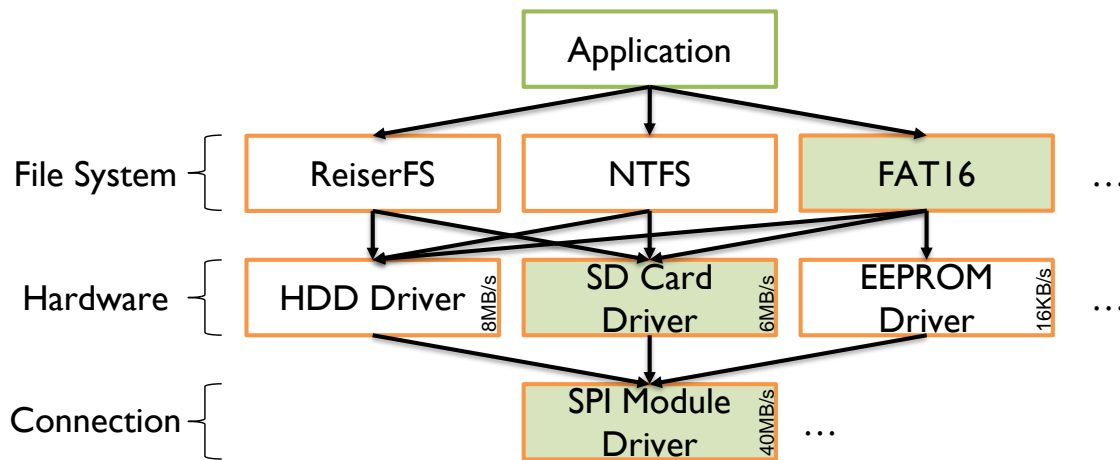 Application
File System
ReiserFS
NTFS
FAT16
…
Hardware
HDD Driver
8MB/s
SD Card
Driver
6MB/s
EEPROM
Driver
16KB/s
…
Connection
SPI Module
Driver
40MB/s
…